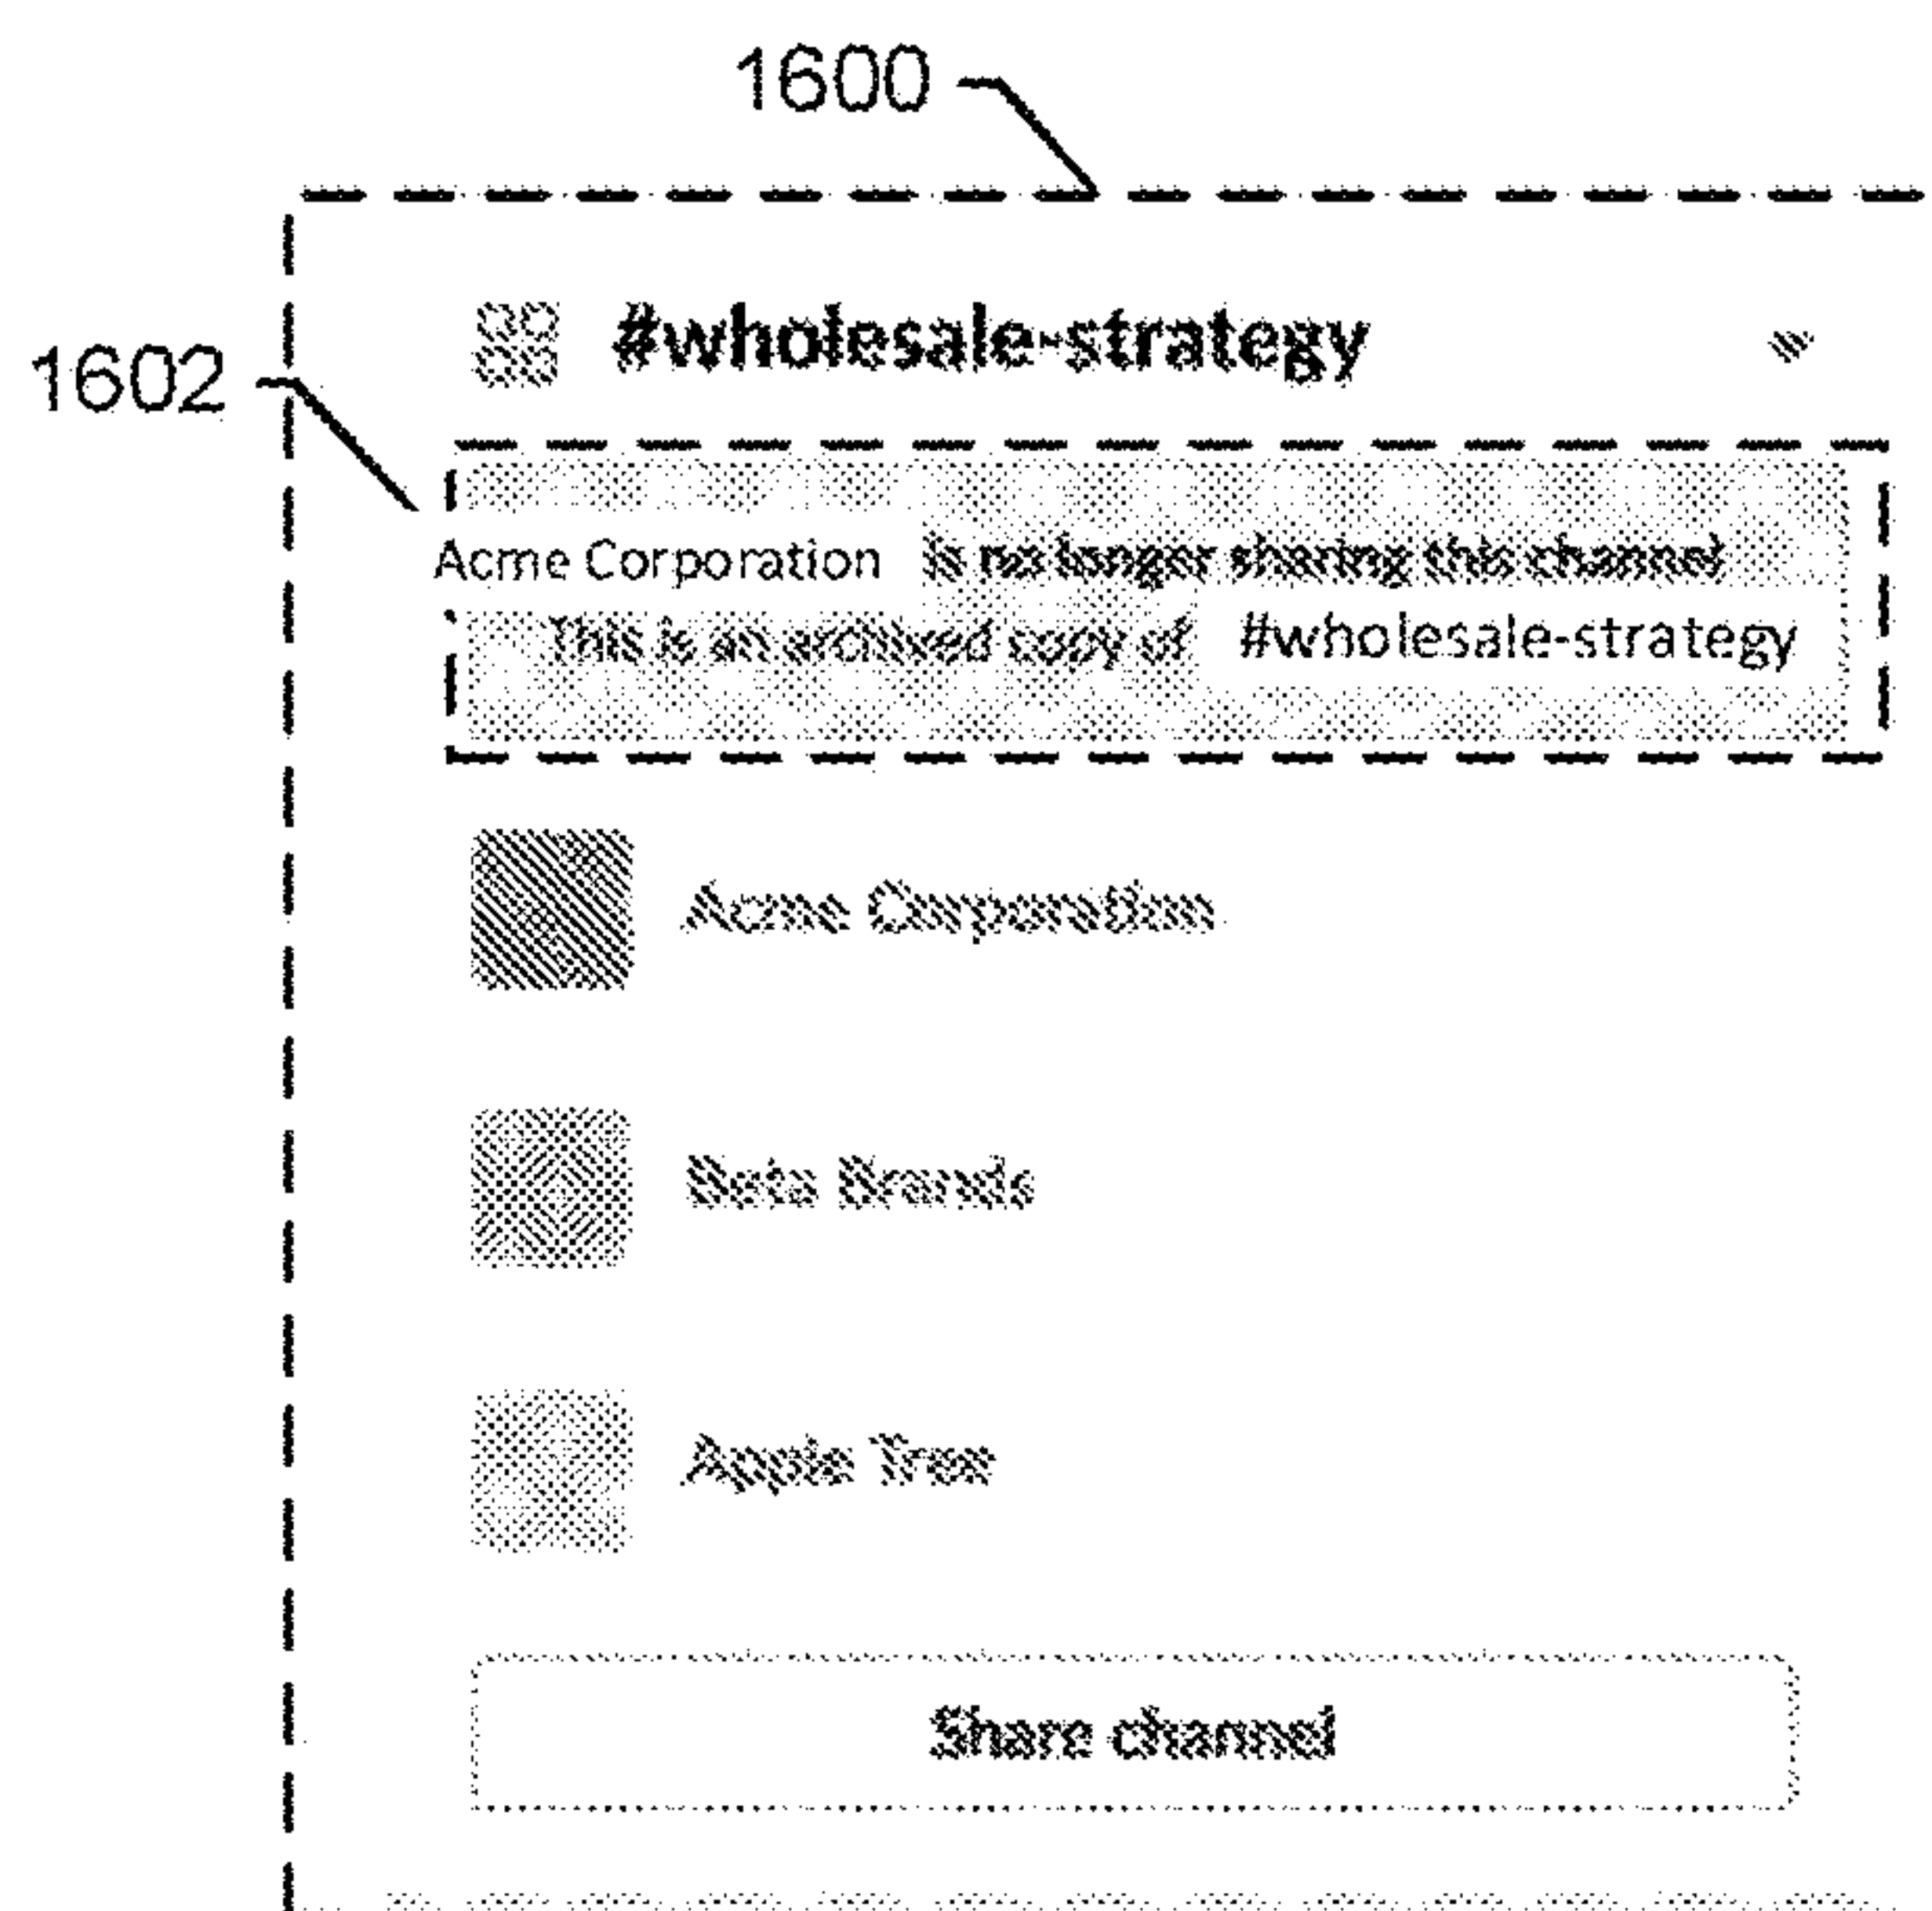 1600
#wholesale-strategy
1602
Acme Corporation is no longer sharing this channel
This is an archived copy of #wholesale-strategy
Acme Corporation
Beta Brands
Apple Tree
Share channel